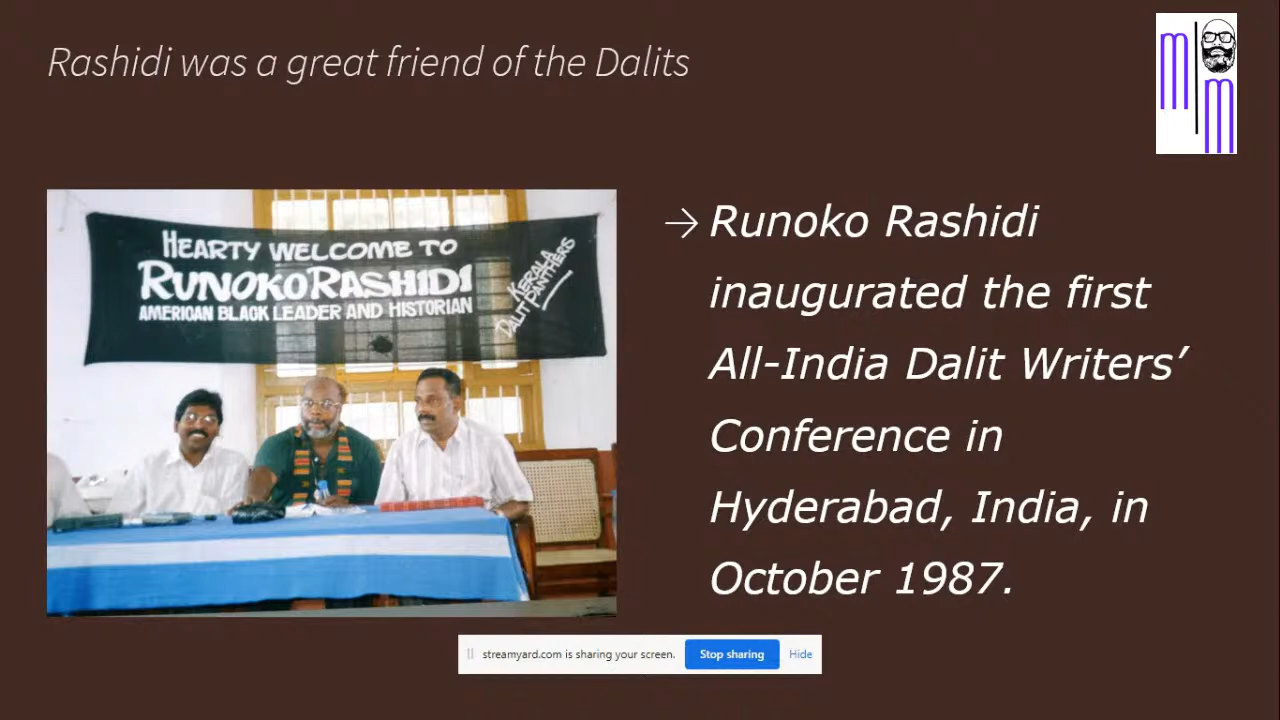 Rashidi was a great friend of the Dalits
HEARTY WELCOME TO
RUNOKO RASHIDI
AMERICAN BLACK LEADER AND HISTORIAN
KERALA
DALIT PANTHERS
→ Runoko Rashidi
inaugurated the first
All-India Dalit Writers’
Conference in
Hyderabad, India, in
October 1987.
streamyard.com is sharing your screen. Stop sharing Hide